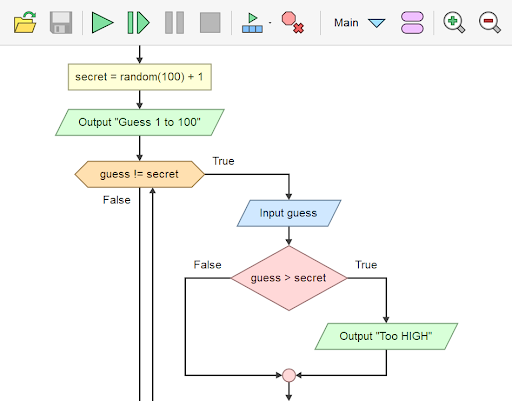 Main
secret = random(100) + 1
Output "Guess 1 to 100"
guess != secret
True
False
Input guess
guess > secret
False
True
Output "Too HIGH"